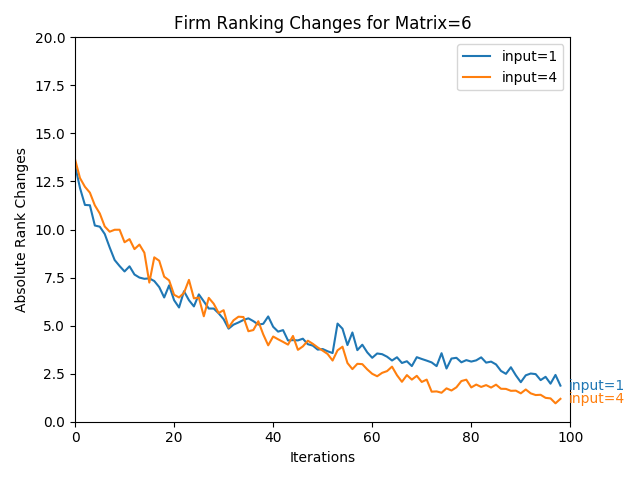 Firm Ranking Changes for Matrix=6
Absolute Rank Changes
20.0
17.5
15.0
12.5
10.0
7.5
5.0
2.5
0.0
input=1
input=4
input=1
input=4
0 20 40 60 80 100
Iterations